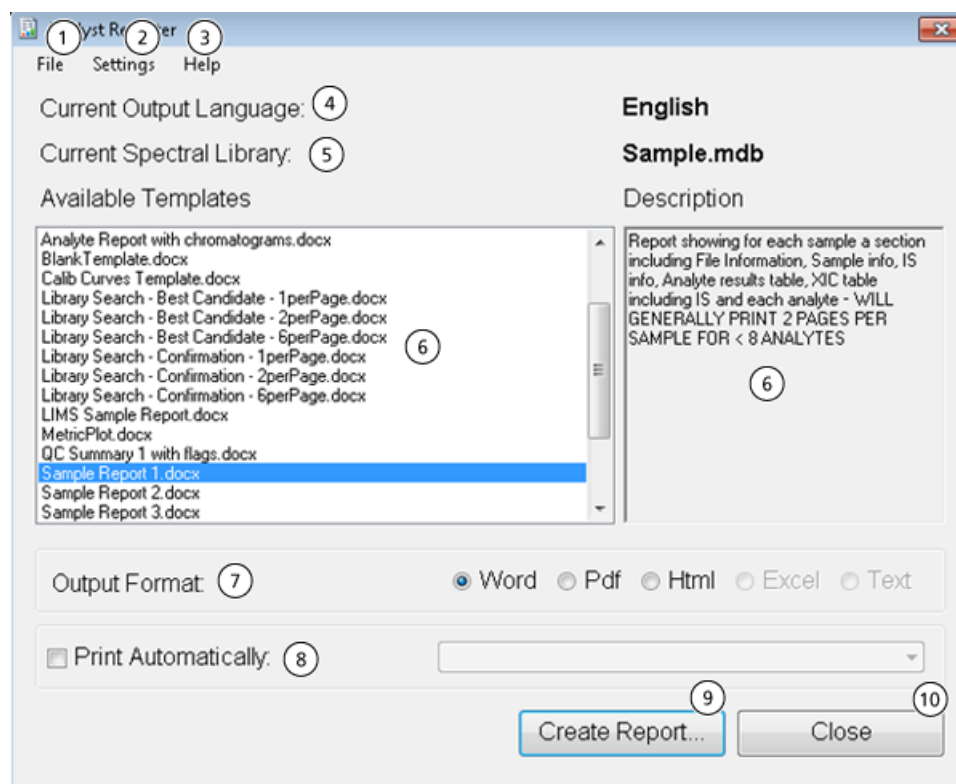 1 2 3
File Settings Help
Current Output Language: 4 English
Current Spectral Library: 5 Sample.mdb
Available Templates
Analyte Report with chromatograms.docx
BlankTemplate.docx
Calib Curves Template.docx
Library Search - Best Candidate - 1perPage.docx
Library Search - Best Candidate - 2perPage.docx
Library Search - Best Candidate - 6perPage.docx
Library Search - Confirmation - 1perPage.docx
Library Search - Confirmation - 2perPage.docx
Library Search - Confirmation - 6perPage.docx
LIMS Sample Report.docx
MetricPlot.docx
QC Summary 1 with flags.docx
Sample Report 1.docx
Sample Report 2.docx
Sample Report 3.docx
6
Description
Report showing for each sample a section
including File Information, Sample info, IS
info, Analyte results table, XIC table
including IS and each analyte - WILL
GENERALLY PRINT 2 PAGES PER
SAMPLE FOR < 8 ANALYTES
6
Output Format: 7 Word Pdf Html Excel Text
Print Automatically: 8
9 10
Create Report... Close